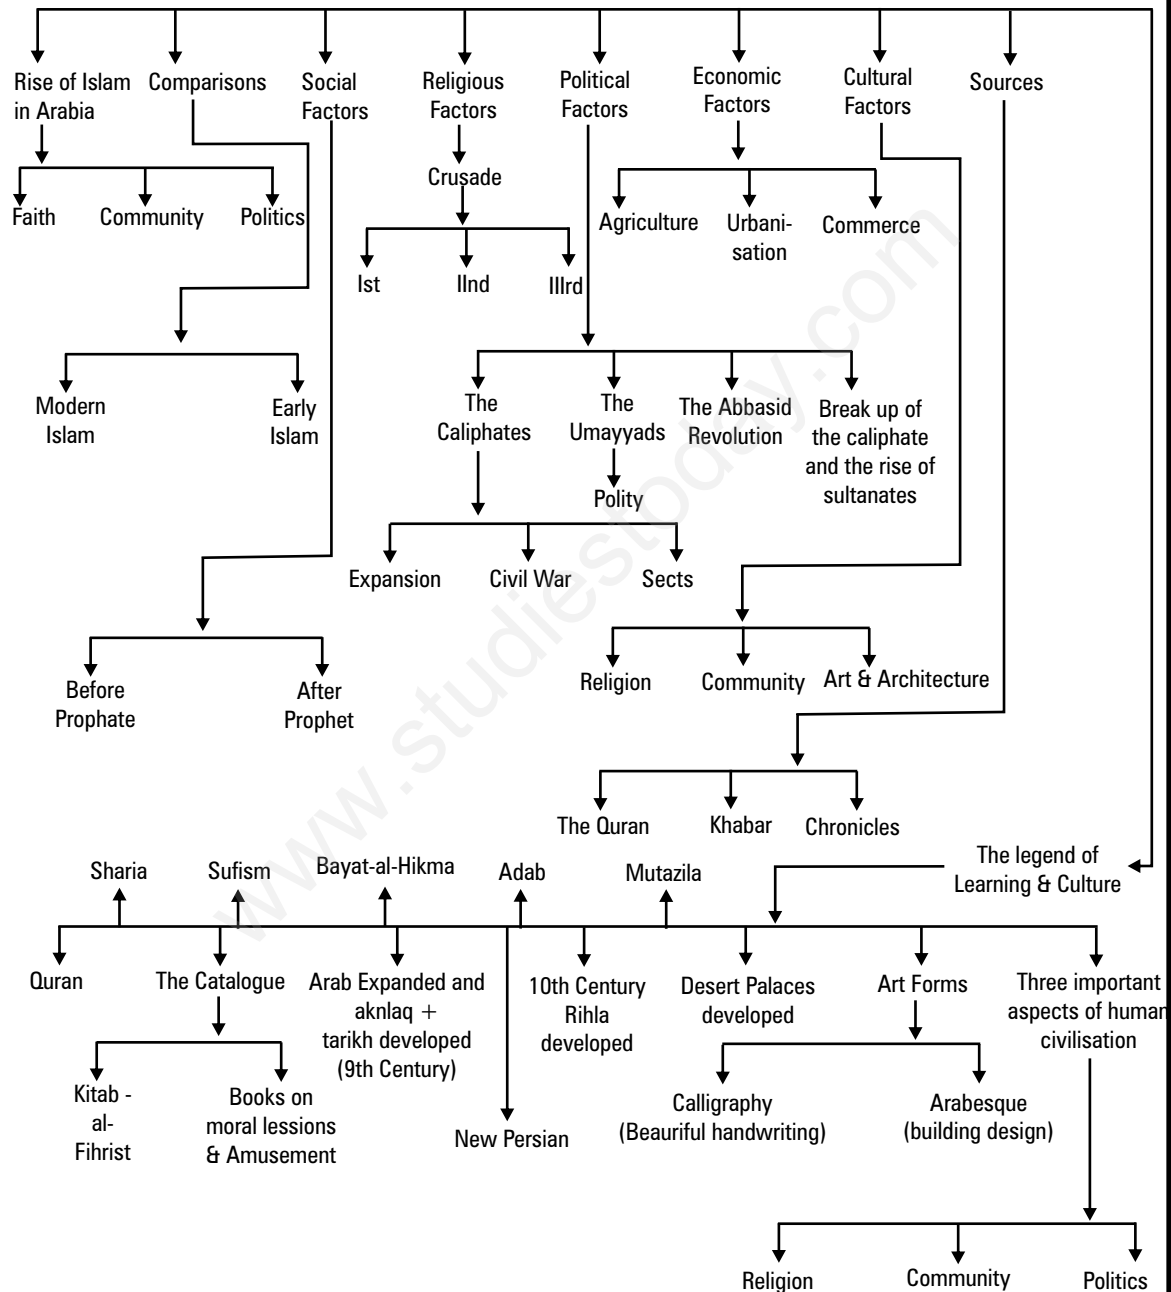 Rise of Islam
in Arabia
Comparisons
Social
Factors
Religious
Factors
Political
Factors
Economic
Factors
Cultural
Factors
Sources
Faith
Community
Politics
Crusade
Agriculture
Urbani-
sation
Commerce
Ist
IInd
IIIrd
Modern
Islam
Early
Islam
The
Caliphates
The
Umayyads
The Abbasid
Revolution
Break up of
the caliphate
and the rise of
sultanates
Polity
Expansion
Civil War
Sects
Before
Prophate
After
Prophet
Religion
Community
Art & Architecture
The Quran
Khabar
Chronicles
The legend of
Learning & Culture
Sharia
Sufism
Bayat-al-Hikma
Adab
Mutazila
Quran
The Catalogue
Arab Expanded and
aknlaq +
tarikh developed
(9th Century)
10th Century
Rihla
developed
Desert Palaces
developed
Art Forms
Three important
aspects of human
civilisation
Kitab -
al-
Fihrist
Books on
moral lessions
& Amusement
New Persian
Calligraphy
(Beauriful handwriting)
Arabesque
(building design)
Religion
Community
Politics
www.studiestoday.com